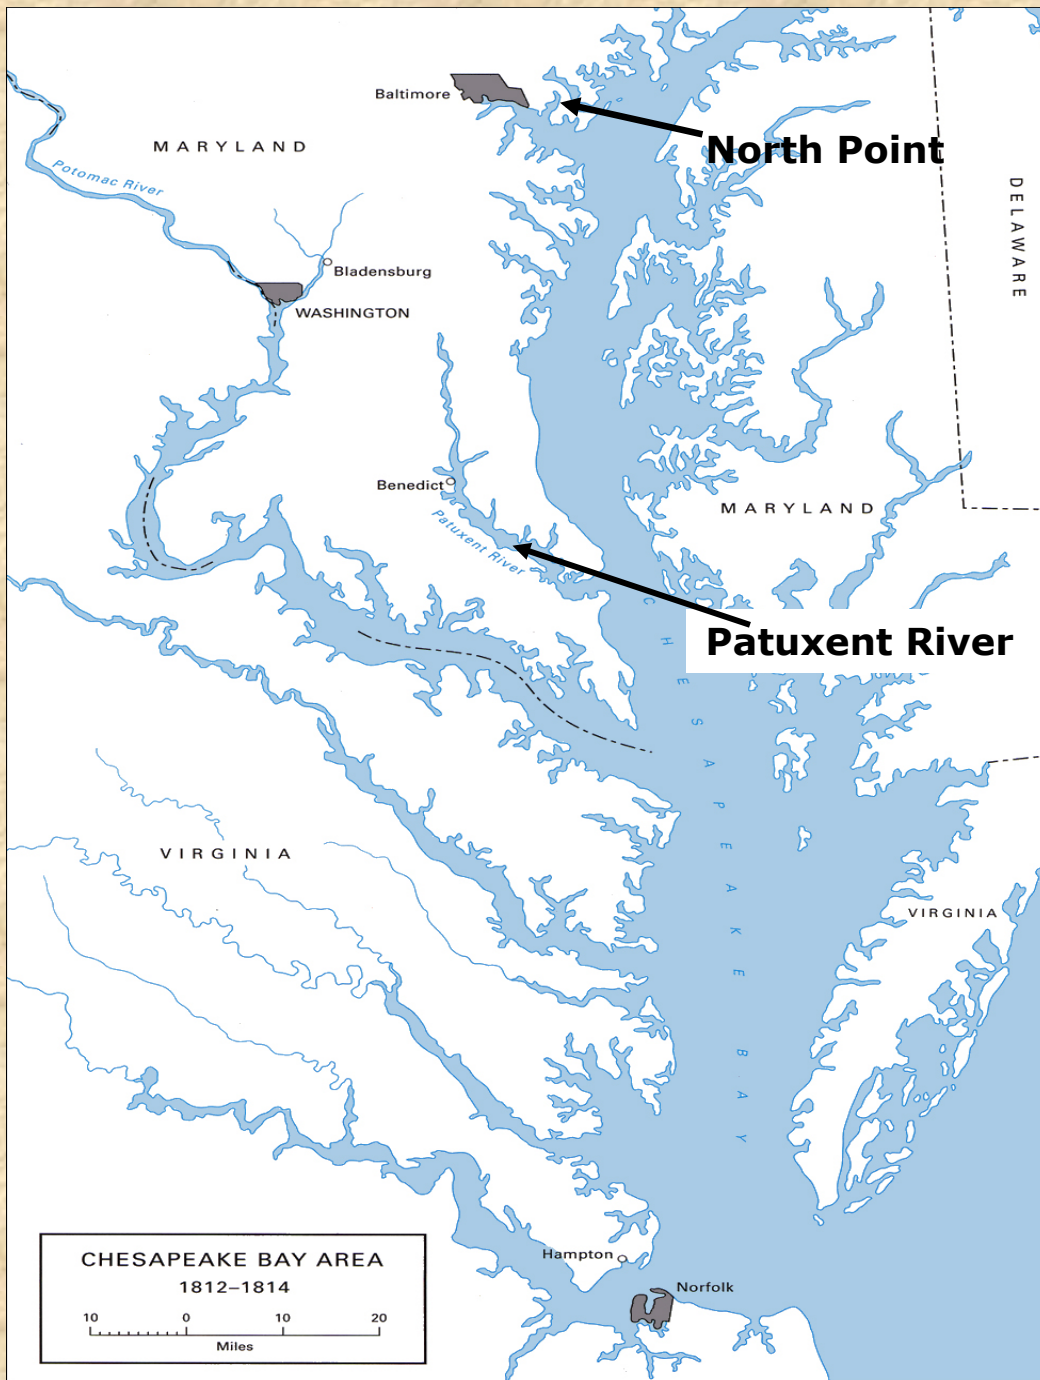 Baltimore
North Point
MARYLAND
Potomac River
DELAWARE
Bladensburg
WASHINGTON
Benedict
MARYLAND
Patuxent River
Patuxent River
CHESAPEAKE BAY
VIRGINIA
VIRGINIA
Hampton
Norfolk
CHESAPEAKE BAY AREA
1812–1814
10 0 10 20
Miles